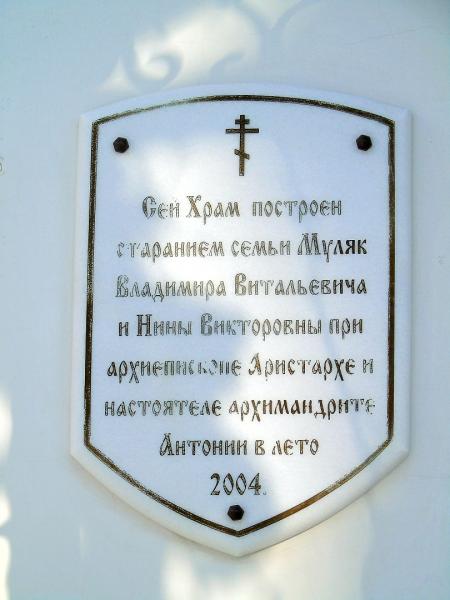 Сей Храм построен
старанием семьи Муляк
Владимира Витальевича
и Нины Викторовны при
архиепископе Аристархе и
настоятеле архимандрите
Антонии в лето
2004.